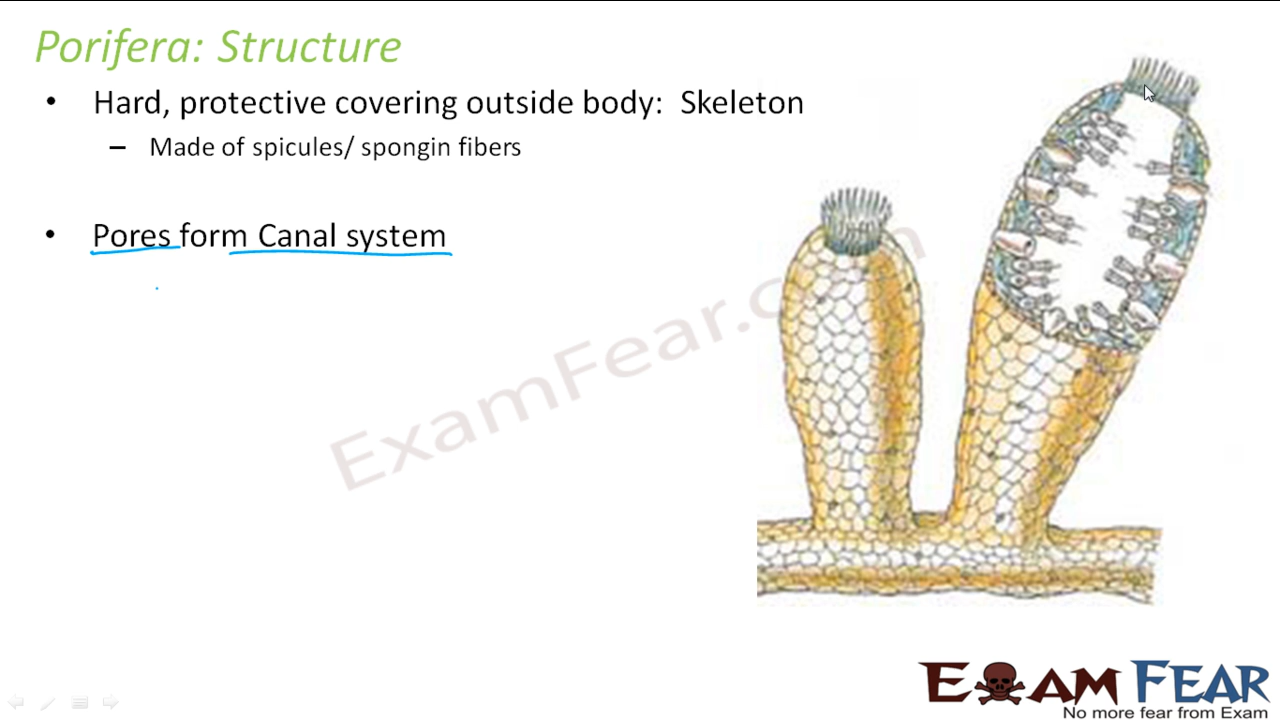 Porifera: Structure
• Hard, protective covering outside body: Skeleton
– Made of spicules/ spongin fibers
• Pores form Canal system
ExamFear.com
EXAM FEAR
No more fear from Exam